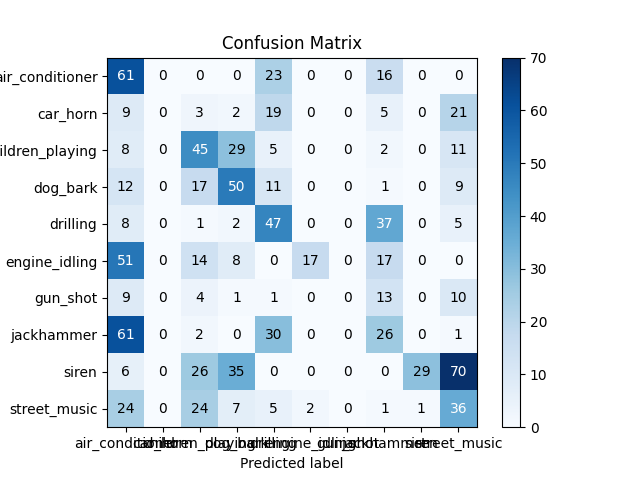 Confusion Matrix
air_conditioner 61 0 0 0 23 0 0 16 0 0
car_horn 9 0 3 2 19 0 0 5 0 21
ildren_playing 8 0 45 29 5 0 0 2 0 11
dog_bark 12 0 17 50 11 0 0 1 0 9
drilling 8 0 1 2 47 0 0 37 0 5
engine_idling 51 0 14 8 0 17 0 17 0 0
gun_shot 9 0 4 1 1 0 0 13 0 10
jackhammer 61 0 2 0 30 0 0 26 0 1
siren 6 0 26 35 0 0 0 0 29 70
street_music 24 0 24 7 5 2 0 1 1 36
street_music
Predicted label
70
60
50
40
30
20
10
0